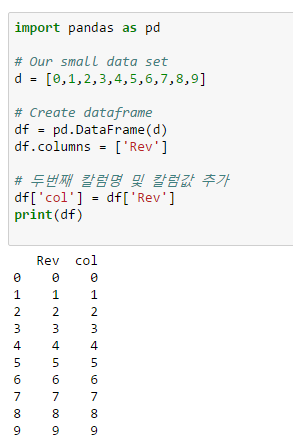 import pandas as pd
# Our small data set
d = [0,1,2,3,4,5,6,7,8,9]
# Create dataframe
df = pd.DataFrame(d)
df.columns = ['Rev']
# 두번째 칼럼명 및 칼럼값 추가
df['col'] = df['Rev']
print(df)
Rev col
0 0 0
1 1 1
2 2 2
3 3 3
4 4 4
5 5 5
6 6 6
7 7 7
8 8 8
9 9 9